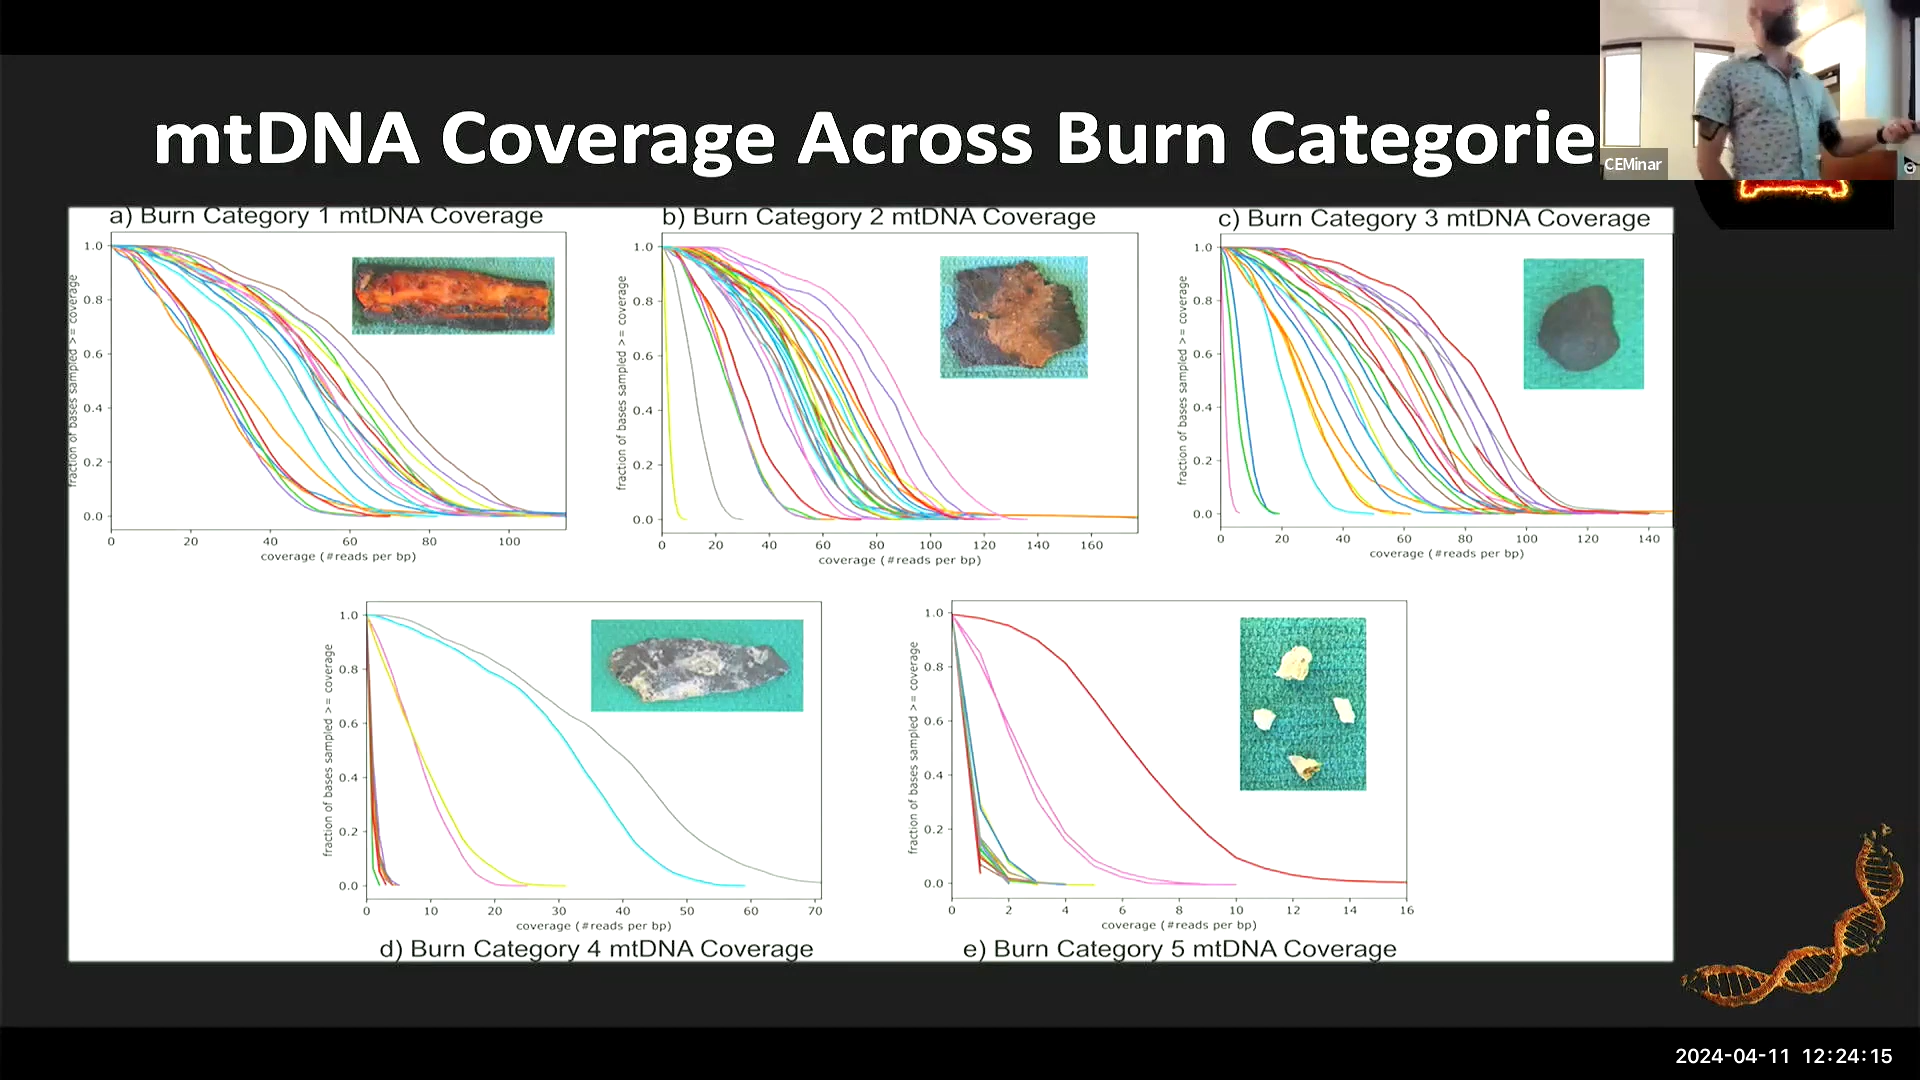 mtDNA Coverage Across Burn Categorie
CEMinar
a) Burn Category 1 mtDNA Coverage
fraction of bases sampled >= coverage
1.0
0.8
0.6
0.4
0.2
0.0
0 20 40 60 80 100
coverage (#reads per bp)
b) Burn Category 2 mtDNA Coverage
fraction of bases sampled >= coverage
1.0
0.8
0.6
0.4
0.2
0.0
0 20 40 60 80 100 120 140 160
coverage (#reads per bp)
c) Burn Category 3 mtDNA Coverage
fraction of bases sampled >= coverage
1.0
0.8
0.6
0.4
0.2
0.0
0 20 40 60 80 100 120 140
coverage (#reads per bp)
fraction of bases sampled >= coverage
1.0
0.8
0.6
0.4
0.2
0.0
0 10 20 30 40 50 60 70
coverage (#reads per bp)
d) Burn Category 4 mtDNA Coverage
fraction of bases sampled >= coverage
1.0
0.8
0.6
0.4
0.2
0.0
0 2 4 6 8 10 12 14 16
coverage (#reads per bp)
e) Burn Category 5 mtDNA Coverage
2024-04-11 12:24:15